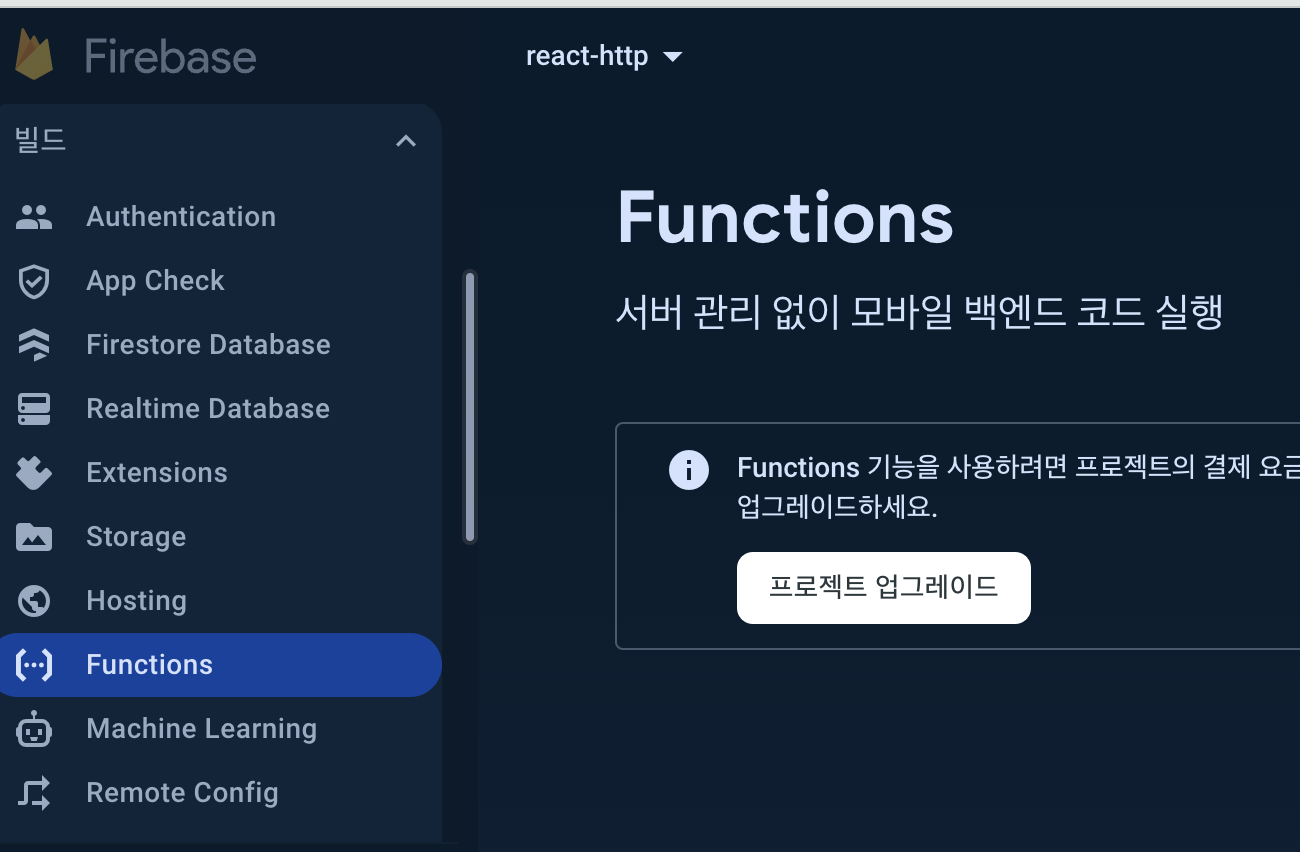 Firebase
react-http
빌드
Authentication
App Check
Firestore Database
Realtime Database
Extensions
Storage
Hosting
Functions
Machine Learning
Remote Config
Functions
서버 관리 없이 모바일 백엔드 코드 실행
Functions 기능을 사용하려면 프로젝트의 결제 요금
업그레이드하세요.
프로젝트 업그레이드